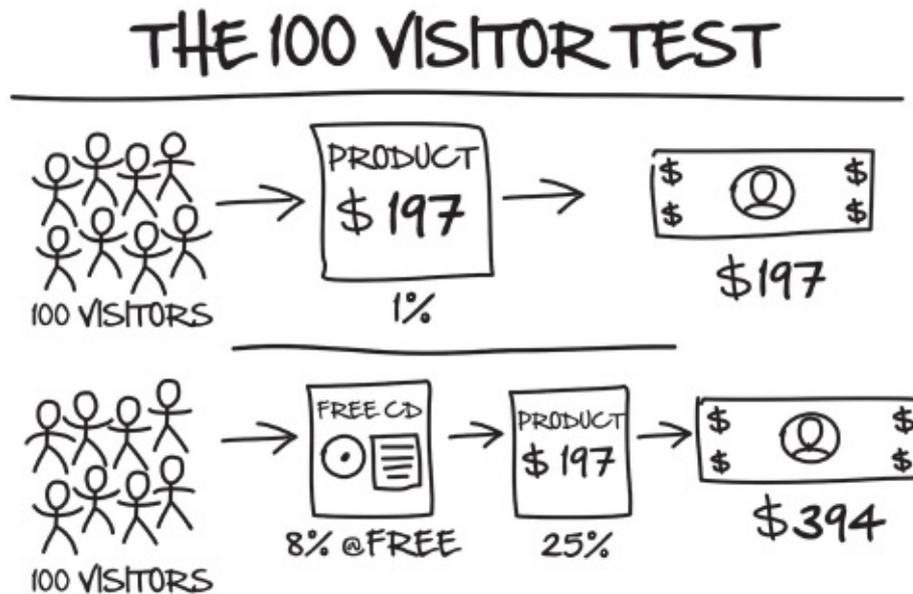 THE 100 VISITOR TEST
PRODUCT
$ 197
$ $
$ $
100 VISITORS
1%
$197
FREE CD
PRODUCT
$ 197
$ $
$ $
8% @FREE
25%
$394
100 VISITORS